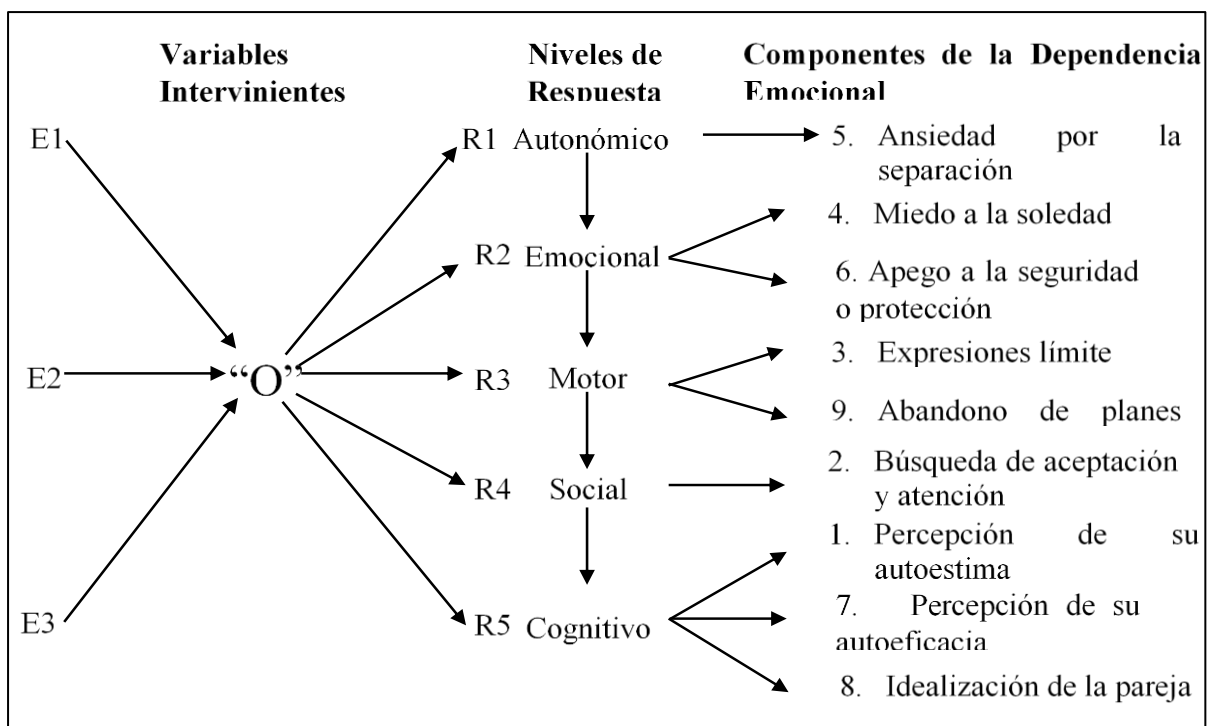 Variables
Intervinientes
Niveles de
Respuesta
Componentes de la Dependencia
Emocional
E1
R1 Autonómico
5. Ansiedad por la
separación
4. Miedo a la soledad
R2 Emocional
6. Apego a la seguridad
o protección
3. Expresiones límite
E2
“O”
R3 Motor
9. Abandono de planes
2. Búsqueda de aceptación
y atención
R4 Social
1. Percepción de su
autoestima
E3
R5 Cognitivo
7. Percepción de su
autoeficacia
8. Idealización de la pareja